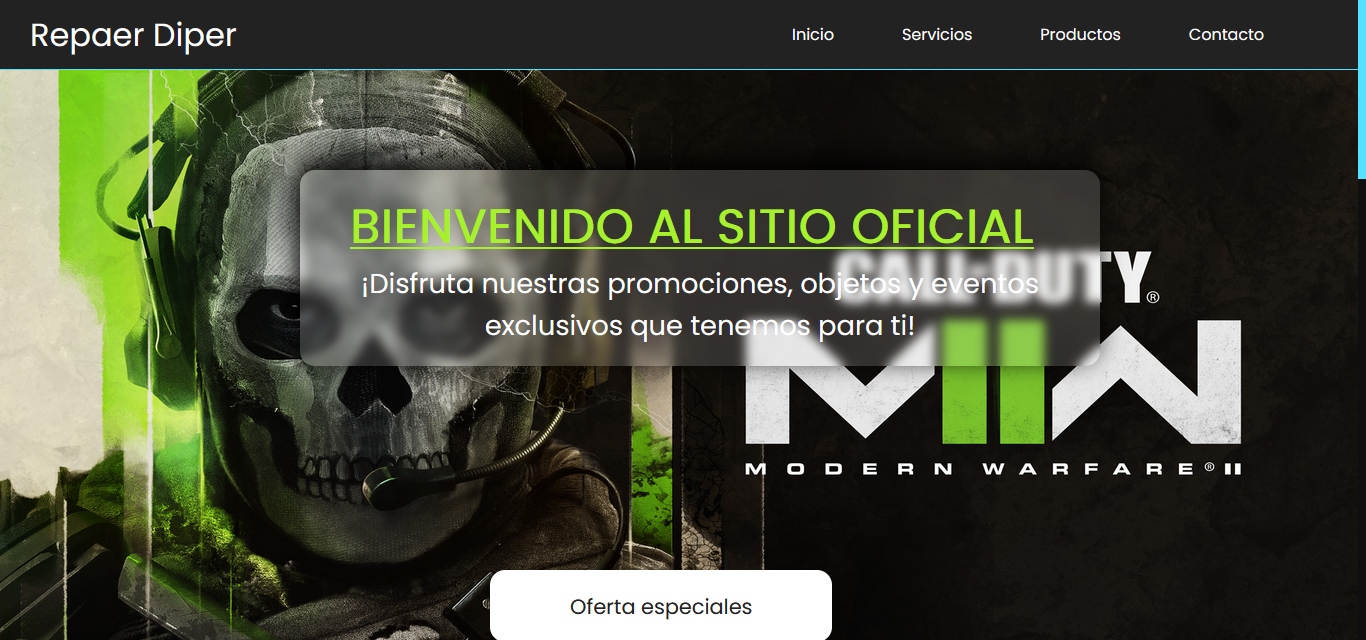 Repaer Diper
Inicio
Servicios
Productos
Contacto
BIENVENIDO AL SITIO OFICIAL
¡Disfruta nuestras promociones, objetos y eventos
exclusivos que tenemos para ti!
CALL OF DUTY®
MWII
MODERN WARFARE® II
Oferta especiales